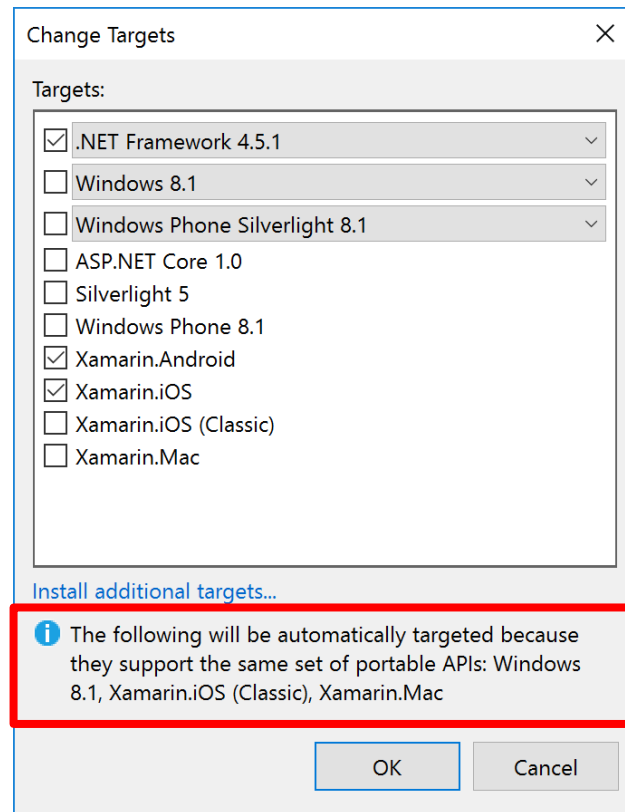 Change Targets
Targets:
.NET Framework 4.5.1
Windows 8.1
Windows Phone Silverlight 8.1
ASP.NET Core 1.0
Silverlight 5
Windows Phone 8.1
Xamarin.Android
Xamarin.iOS
Xamarin.iOS (Classic)
Xamarin.Mac
Install additional targets...
The following will be automatically targeted because
they support the same set of portable APIs: Windows
8.1, Xamarin.iOS (Classic), Xamarin.Mac
OK Cancel